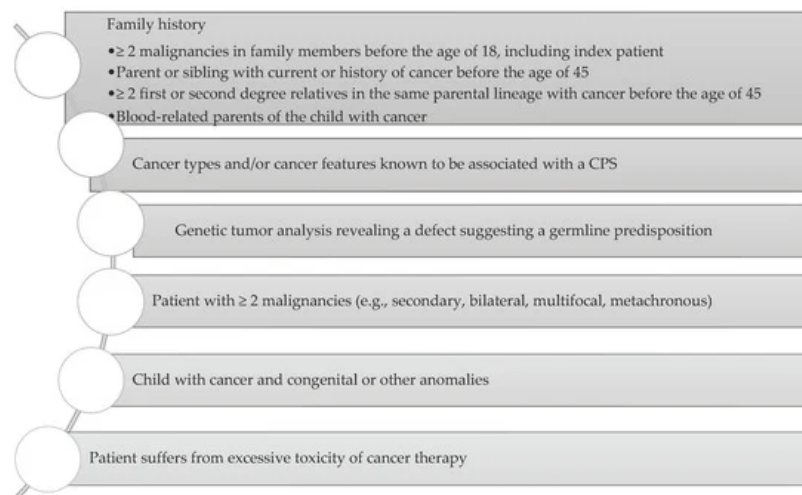 Family history
•≥ 2 malignancies in family members before the age of 18, including index patient
•Parent or sibling with current or history of cancer before the age of 45
•≥ 2 first or second degree relatives in the same parental lineage with cancer before the age of 45
•Blood-related parents of the child with cancer
Cancer types and/or cancer features known to be associated with a CPS
Genetic tumor analysis revealing a defect suggesting a germline predisposition
Patient with ≥ 2 malignancies (e.g., secondary, bilateral, multifocal, metachronous)
Child with cancer and congenital or other anomalies
Patient suffers from excessive toxicity of cancer therapy